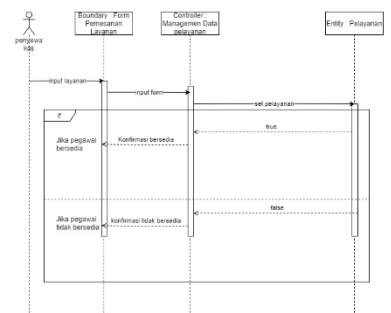 Boundary : Form
Pemesanan
Layanan
Controller :
Managemen Data
pelayanan
Entity : Pelayanan
penyewa
kos
input layanan
input form
set pelayanan
if
true
Jika pegawai
bersedia
Konfirmasi bersedia
false
Jika pegawai
tidak bersedia
konfirmasi tidak bersedia